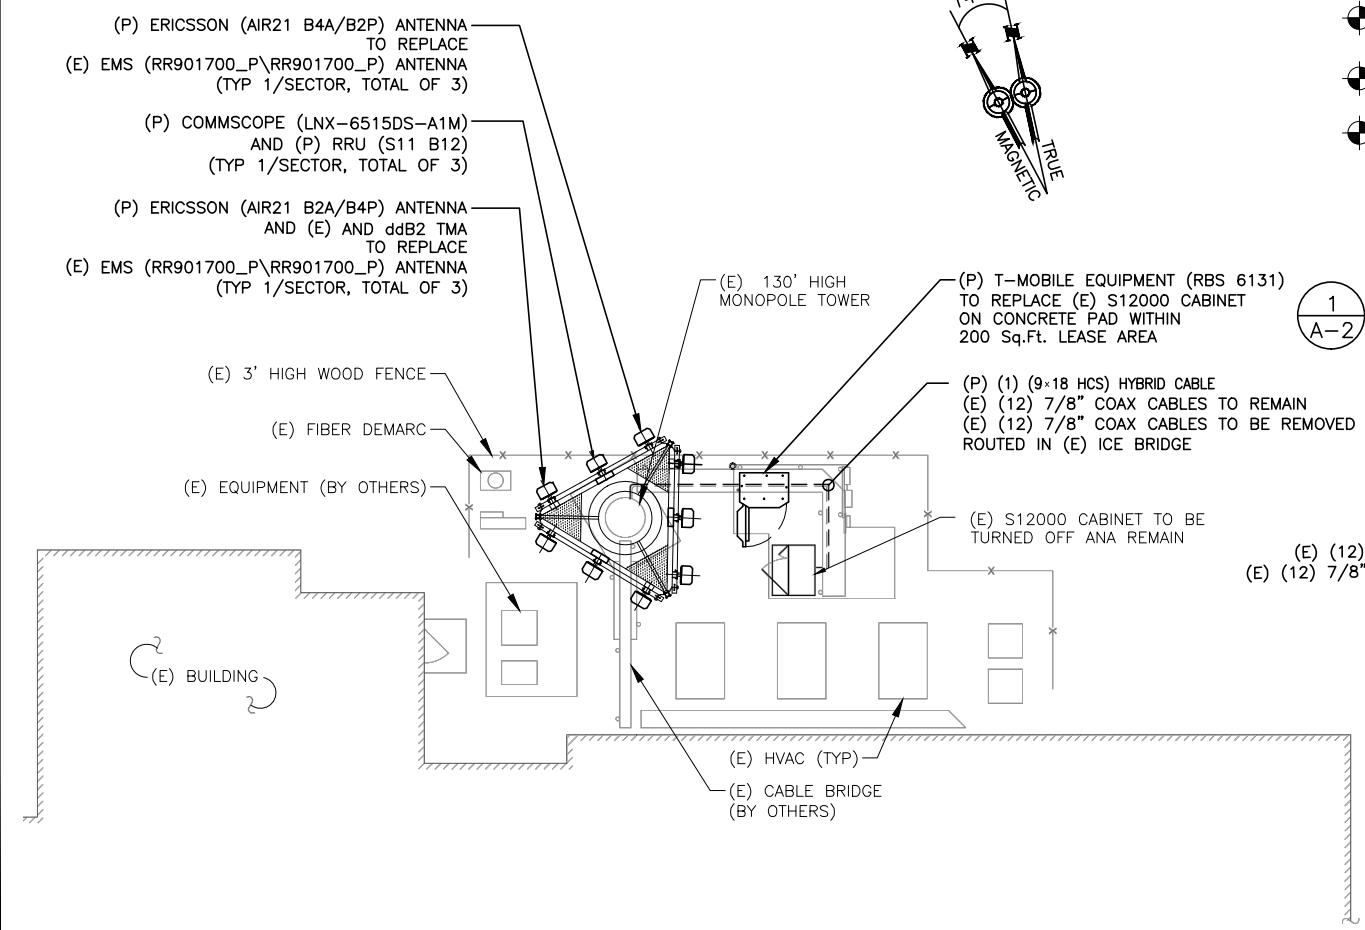 (P) ERICSSON (AIR21 B4A/B2P) ANTENNA
TO REPLACE
(E) EMS (RR901700_P\RR901700_P) ANTENNA
(TYP 1/SECTOR, TOTAL OF 3)
(P) COMMSCOPE (LNX-6515DS-A1M)
AND (P) RRU (S11 B12)
(TYP 1/SECTOR, TOTAL OF 3)
(P) ERICSSON (AIR21 B2A/B4P) ANTENNA
AND (E) AND ddB2 TMA
TO REPLACE
(E) EMS (RR901700_P\RR901700_P) ANTENNA
(TYP 1/SECTOR, TOTAL OF 3)
MAGNETIC
TRUE
(E) 130' HIGH
MONOPOLE TOWER
(P) T-MOBILE EQUIPMENT (RBS 6131)
TO REPLACE (E) S12000 CABINET
ON CONCRETE PAD WITHIN
200 Sq.Ft. LEASE AREA
1
A-2
(E) 3' HIGH WOOD FENCE
(E) FIBER DEMARC
(E) EQUIPMENT (BY OTHERS)
(P) (1) (9×18 HCS) HYBRID CABLE
(E) (12) 7/8" COAX CABLES TO REMAIN
(E) (12) 7/8" COAX CABLES TO BE REMOVED
ROUTED IN (E) ICE BRIDGE
(E) S12000 CABINET TO BE
TURNED OFF ANA REMAIN
(E) (12)
(E) (12) 7/8"
(E) BUILDING
(E) HVAC (TYP)
(E) CABLE BRIDGE
(BY OTHERS)